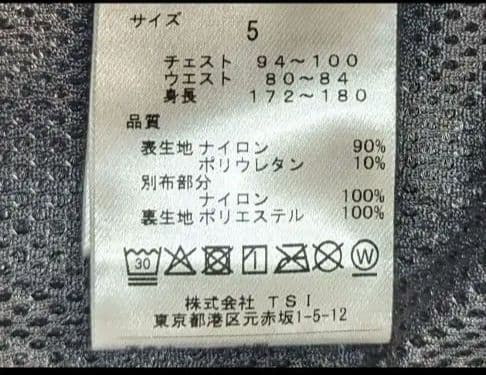 サイズ
5
チェスト 94～100
ウエスト 80～84
身長 172～180
品質
表生地 ナイロン 90%
ポリウレタン 10%
別布部分
ナイロン 100%
裏生地 ポリエステル 100%
30 W
株式会社 TSI
東京都港区元赤坂1-5-12